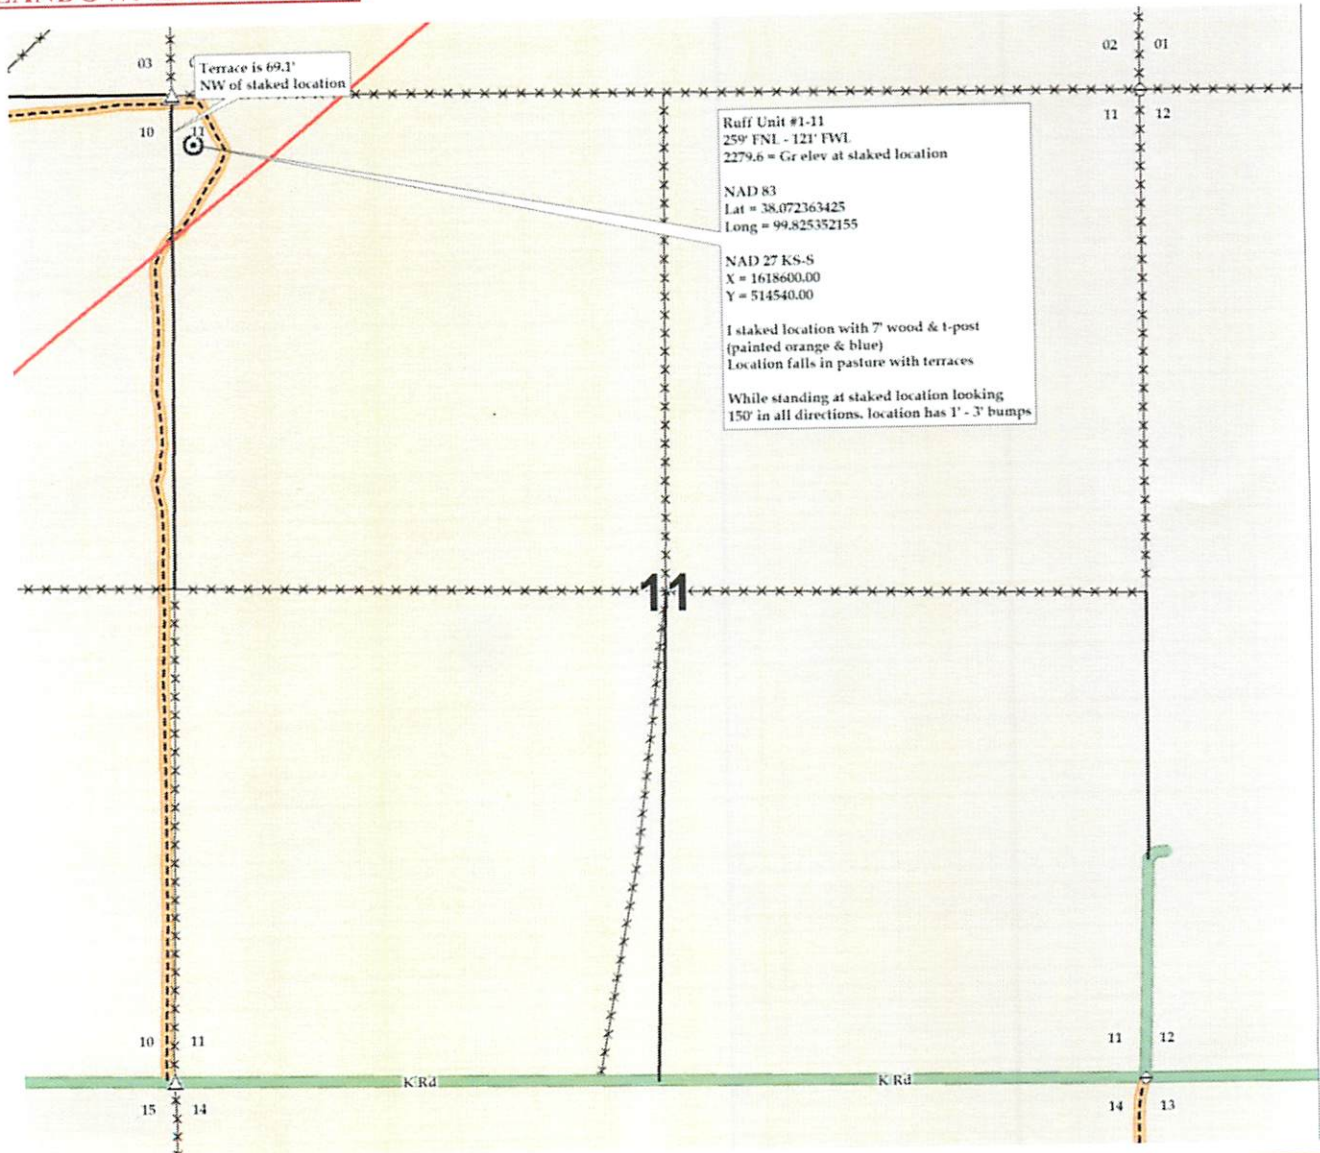 03
Terrace is 69.1'
NW of staked location
02 01
10 11
11 12
Ruff Unit #1-11
259' FNL - 121' FWL
2279.6 = Gr elev at staked location
NAD 83
Lat = 38.072363425
Long = 99.825352155
NAD 27 KS-S
X = 1618600.00
Y = 514540.00
I staked location with 7' wood & t-post
(painted orange & blue)
Location falls in pasture with terraces
While standing at staked location looking
150' in all directions. location has 1' - 3' bumps
11
10 11
11 12
K Rd
K Rd
15 14
14 13